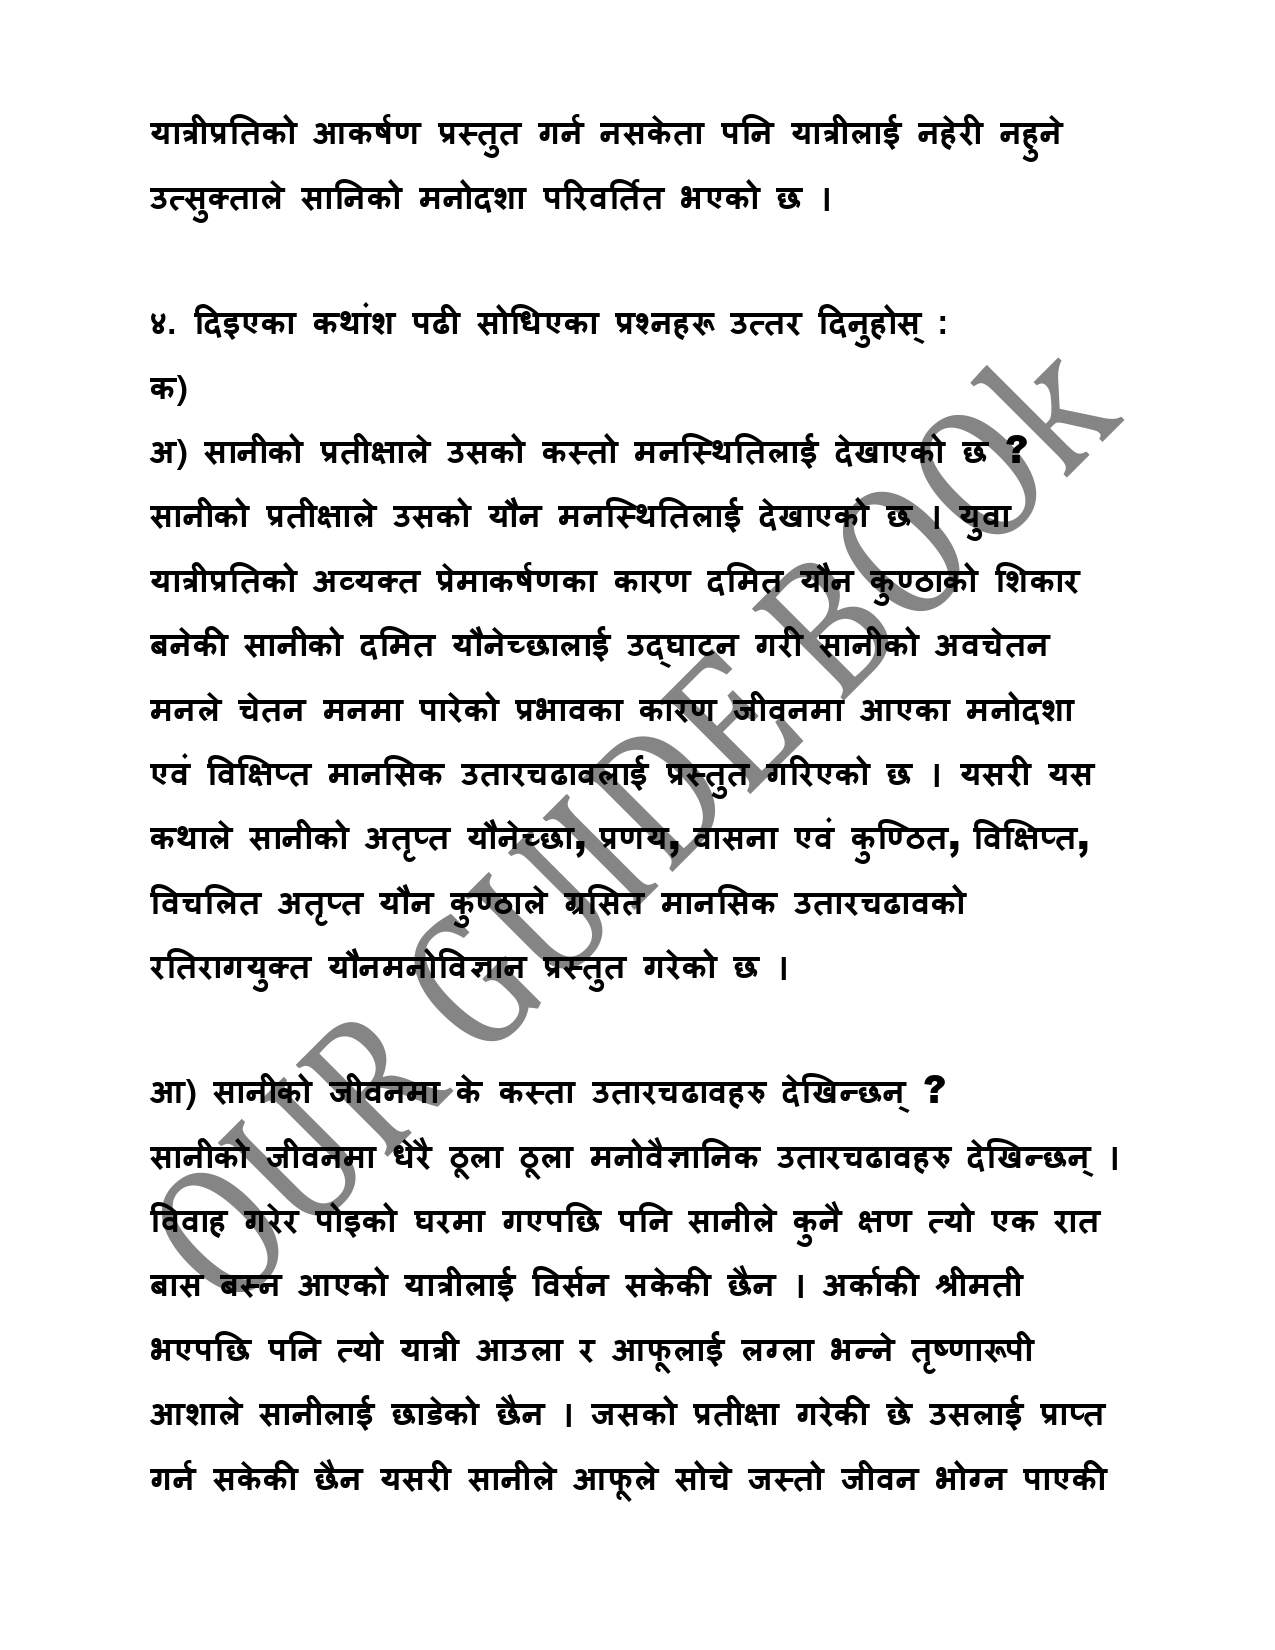 यात्रीप्रतिको आकर्षण प्रस्तुत गर्न नसकेता पनि यात्रीलाई नहेरी नहुने
उत्सुक्ताले सानिको मनोदशा परिवर्तित भएको छ ।
४. दिइएका कथांश पढी सोधिएका प्रश्नहरू उत्तर दिनुहोस् :
क)
अ) सानीको प्रतीक्षाले उसको कस्तो मनस्थितिलाई देखाएको छ ?
सानीको प्रतीक्षाले उसको यौन मनस्थितिलाई देखाएको छ । युवा
यात्रीप्रतिको अव्यक्त प्रेमाकर्षणका कारण दमित यौन कुण्ठाको शिकार
बनेकी सानीको दमित यौनेच्छालाई उद्घाटन गरी सानीको अवचेतन
मनले चेतन मनमा पारेको प्रभावका कारण जीवनमा आएका मनोदशा
एवं विक्षिप्त मानसिक उतारचढावलाई प्रस्तुत गरिएको छ । यसरी यस
कथाले सानीको अतृप्त यौनेच्छा, प्रणय, वासना एवं कुण्ठित, विक्षिप्त,
विचलित अतृप्त यौन कुण्ठाले ग्रसित मानसिक उतारचढावको
रतिरागयुक्त यौनमनोविज्ञान प्रस्तुत गरेको छ ।
आ) सानीको जीवनमा के कस्ता उतारचढावहरु देखिन्छन् ?
सानीको जीवनमा धेरै ठूला ठूला मनोवैज्ञानिक उतारचढावहरु देखिन्छन् ।
विवाह गरेर पोइको घरमा गएपछि पनि सानीले कुनै क्षण त्यो एक रात
बास बस्न आएको यात्रीलाई विर्सन सकेकी छैन । अर्काकी श्रीमती
भएपछि पनि त्यो यात्री आउला र आफूलाई लग्ला भन्ने तृष्णारूपी
आशाले सानीलाई छाडेको छैन । जसको प्रतीक्षा गरेकी छे उसलाई प्राप्त
गर्न सकेकी छैन यसरी सानीले आफूले सोचे जस्तो जीवन भोग्न पाएकी
OUR GUIDE BOOk